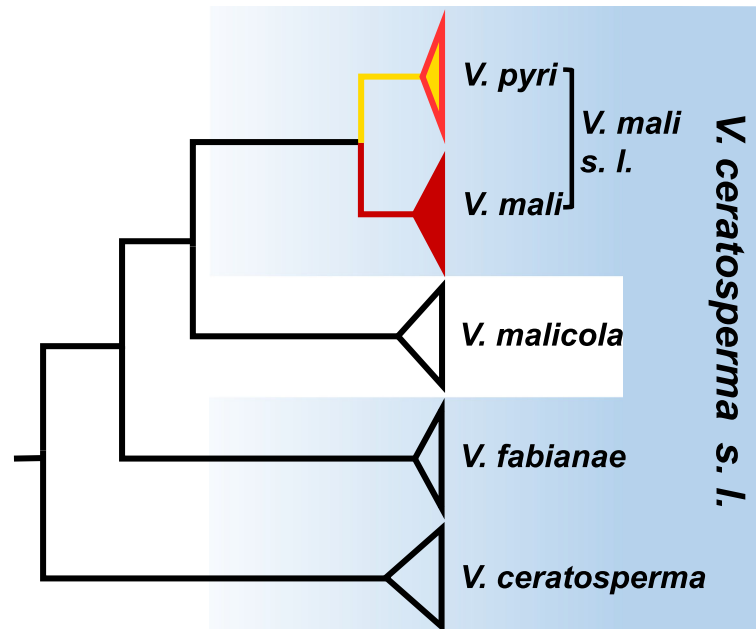 V. pyri
V. mali
s. l.
V. mali
V. malicola
V. fabianae
V. ceratosperma
V. ceratosperma s. l.